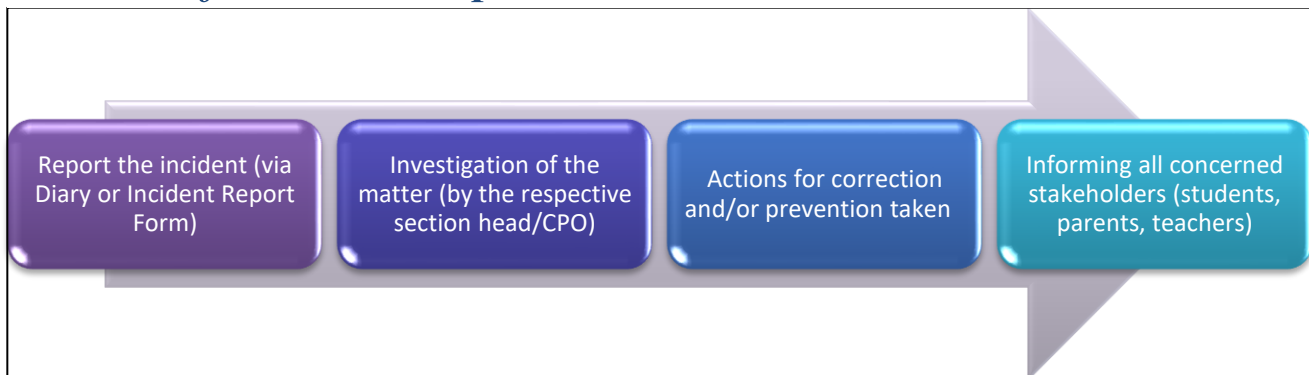 Report the incident (via
Diary or Incident Report
Form)
Investigation of the
matter (by the respective
section head/CPO)
Actions for correction
and/or prevention taken
Informing all concerned
stakeholders (students,
parents, teachers)